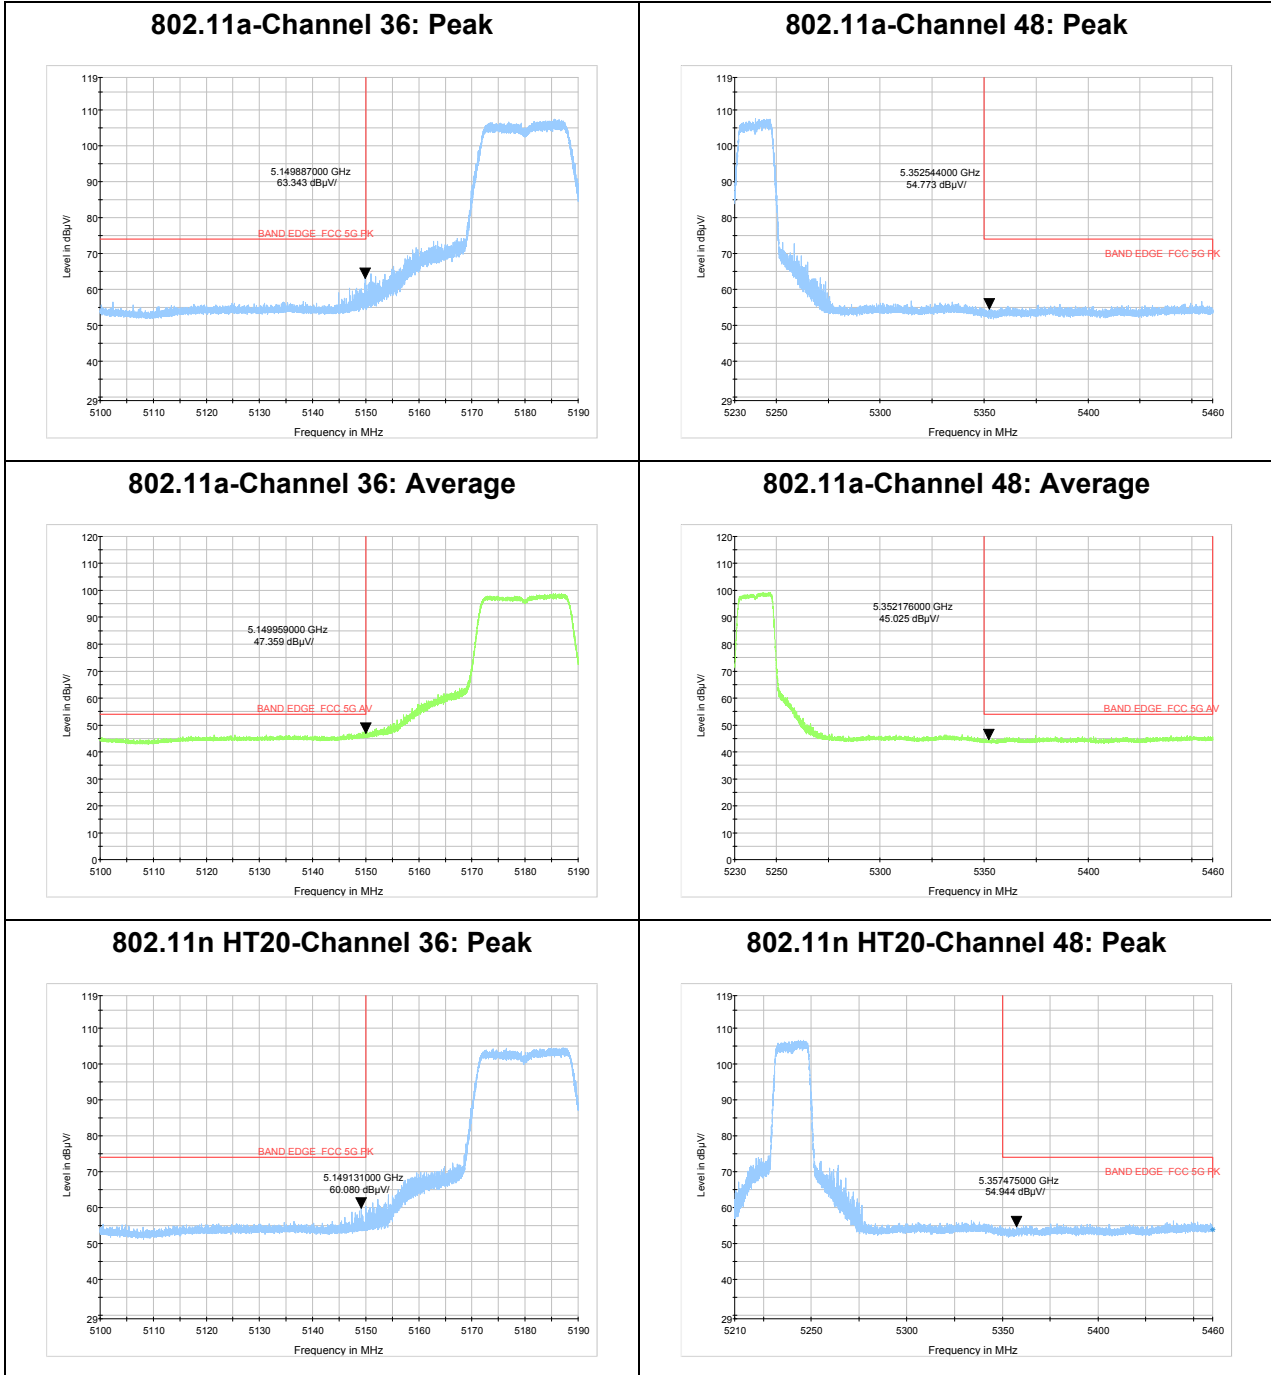 802.11a-Channel 36: Peak
119
110
100
90
80
70
60
50
40
29
Level in dBµV/
5.149887000 GHz
63.343 dBµV/
BAND EDGE FCC 5G PK
5100 5110 5120 5130 5140 5150 5160 5170 5180 5190
Frequency in MHz
802.11a-Channel 48: Peak
119
110
100
90
80
70
60
50
40
29
Level in dBµV/
5.352544000 GHz
54.773 dBµV/
BAND EDGE FCC 5G PK
5230 5250 5300 5350 5400 5460
Frequency in MHz
802.11a-Channel 36: Average
120
110
100
90
80
70
60
50
40
30
20
10
0
Level in dBµV/
5.149959000 GHz
47.359 dBµV/
BAND EDGE FCC 5G AV
5100 5110 5120 5130 5140 5150 5160 5170 5180 5190
Frequency in MHz
802.11a-Channel 48: Average
120
110
100
90
80
70
60
50
40
30
20
10
0
Level in dBµV/
5.352176000 GHz
45.025 dBµV/
BAND EDGE FCC 5G AV
5230 5250 5300 5350 5400 5460
Frequency in MHz
802.11n HT20-Channel 36: Peak
119
110
100
90
80
70
60
50
40
29
Level in dBµV/
BAND EDGE FCC 5G PK
5.149131000 GHz
60.080 dBµV/
5100 5110 5120 5130 5140 5150 5160 5170 5180 5190
Frequency in MHz
802.11n HT20-Channel 48: Peak
119
110
100
90
80
70
60
50
40
29
Level in dBµV/
BAND EDGE FCC 5G PK
5.357475000 GHz
54.944 dBµV/
5210 5250 5300 5350 5400 5460
Frequency in MHz